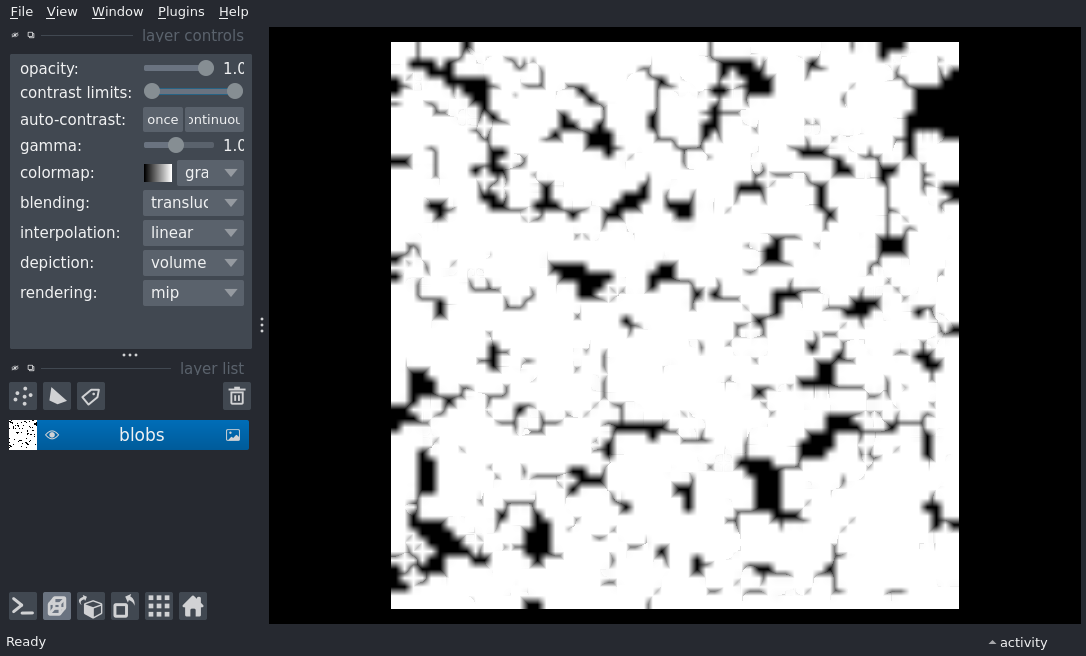 File View Window Plugins Help
layer controls
opacity: 1.0
contrast limits:
auto-contrast: once ontinuou
gamma: 1.0
colormap: gra
blending: transluc
interpolation: linear
depiction: volume
rendering: mip
layer list
blobs
Ready activity